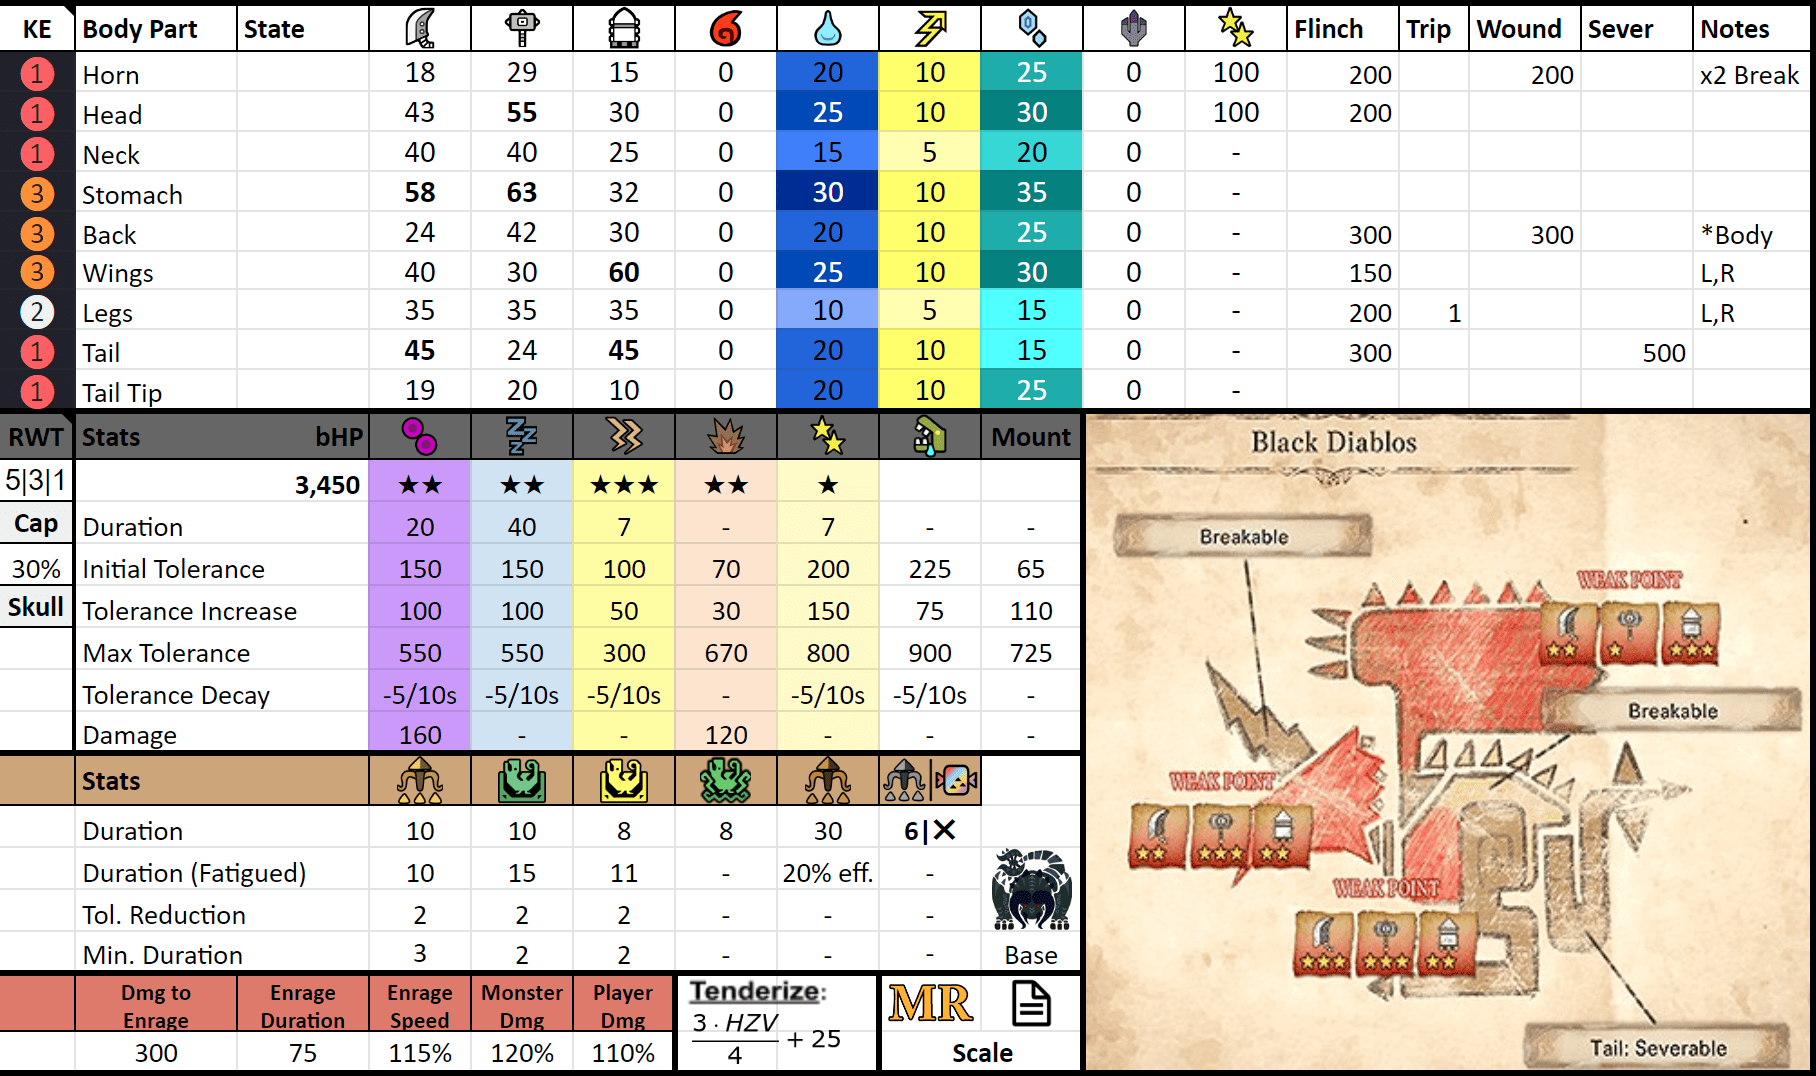 KE Body Part State Flinch Trip Wound Sever Notes
1 Horn 18 29 15 0 20 10 25 0 100 200 200 x2 Break
1 Head 43 55 30 0 25 10 30 0 100 200
1 Neck 40 40 25 0 15 5 20 0 -
3 Stomach 58 63 32 0 30 10 35 0 -
3 Back 24 42 30 0 20 10 25 0 - 300 300 *Body
3 Wings 40 30 60 0 25 10 30 0 - 150 L,R
2 Legs 35 35 35 0 10 5 15 0 - 200 1 L,R
1 Tail 45 24 45 0 20 10 15 0 - 300 500
1 Tail Tip 19 20 10 0 20 10 25 0 -
RWT Stats bHP Mount
5|3|1 3,450 ★★ ★★ ★★★ ★★ ★
Cap Duration 20 40 7 - 7 - -
30% Initial Tolerance 150 150 100 70 200 225 65
Skull Tolerance Increase 100 100 50 30 150 75 110
Max Tolerance 550 550 300 670 800 900 725
Tolerance Decay -5/10s -5/10s -5/10s - -5/10s -5/10s -
Damage 160 - - 120 - - -
Stats
Duration 10 10 8 8 30 6|✕
Duration (Fatigued) 10 15 11 - 20% eff. -
Tol. Reduction 2 2 2 - - -
Min. Duration 3 2 2 - - - Base
Dmg to Enrage Enrage Duration Enrage Speed Monster Dmg Player Dmg
300 75 115% 120% 110%
Tenderize:
3 · HZV / 4 + 25
MR
Scale
Black Diablos
Breakable
WEAK POINT
Breakable
WEAK POINT
WEAK POINT
Tail: Severable